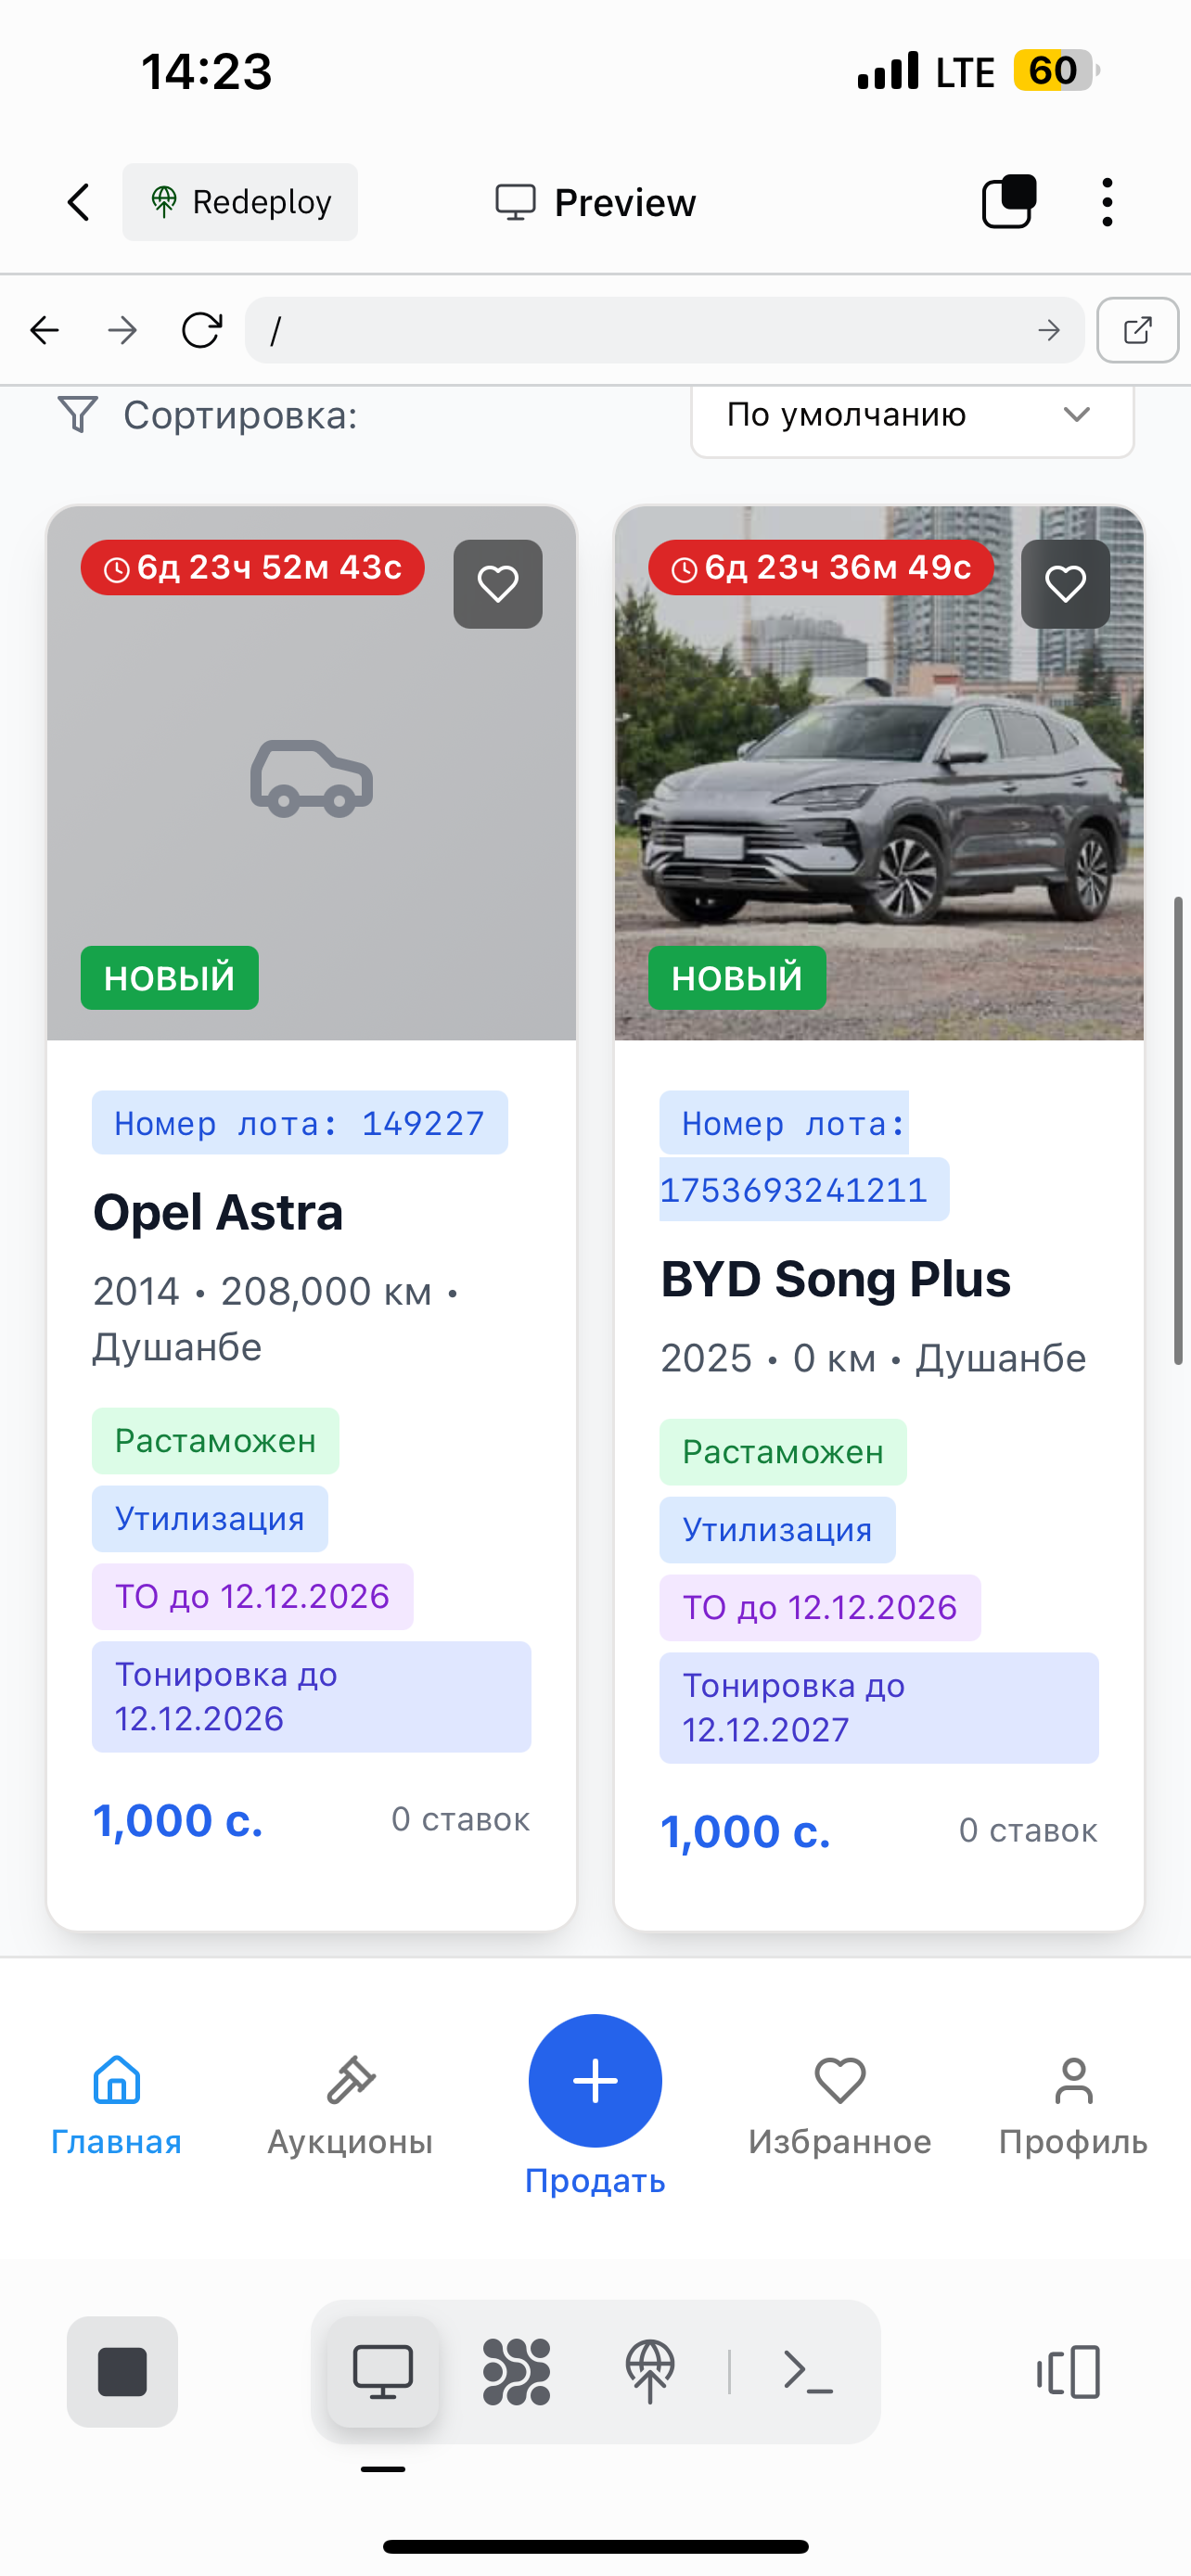 14:23
LTE 60
Redeploy
Preview
/
Сортировка:
По умолчанию
6д 23ч 52м 43с
НОВЫЙ
Номер лота: 149227
Opel Astra
2014 • 208,000 км •
Душанбе
Растаможен
Утилизация
ТО до 12.12.2026
Тонировка до
12.12.2026
1,000 с.
0 ставок
6д 23ч 36м 49с
НОВЫЙ
Номер лота:
1753693241211
BYD Song Plus
2025 • 0 км • Душанбе
Растаможен
Утилизация
ТО до 12.12.2026
Тонировка до
12.12.2027
1,000 с.
0 ставок
Главная
Аукционы
Продать
Избранное
Профиль